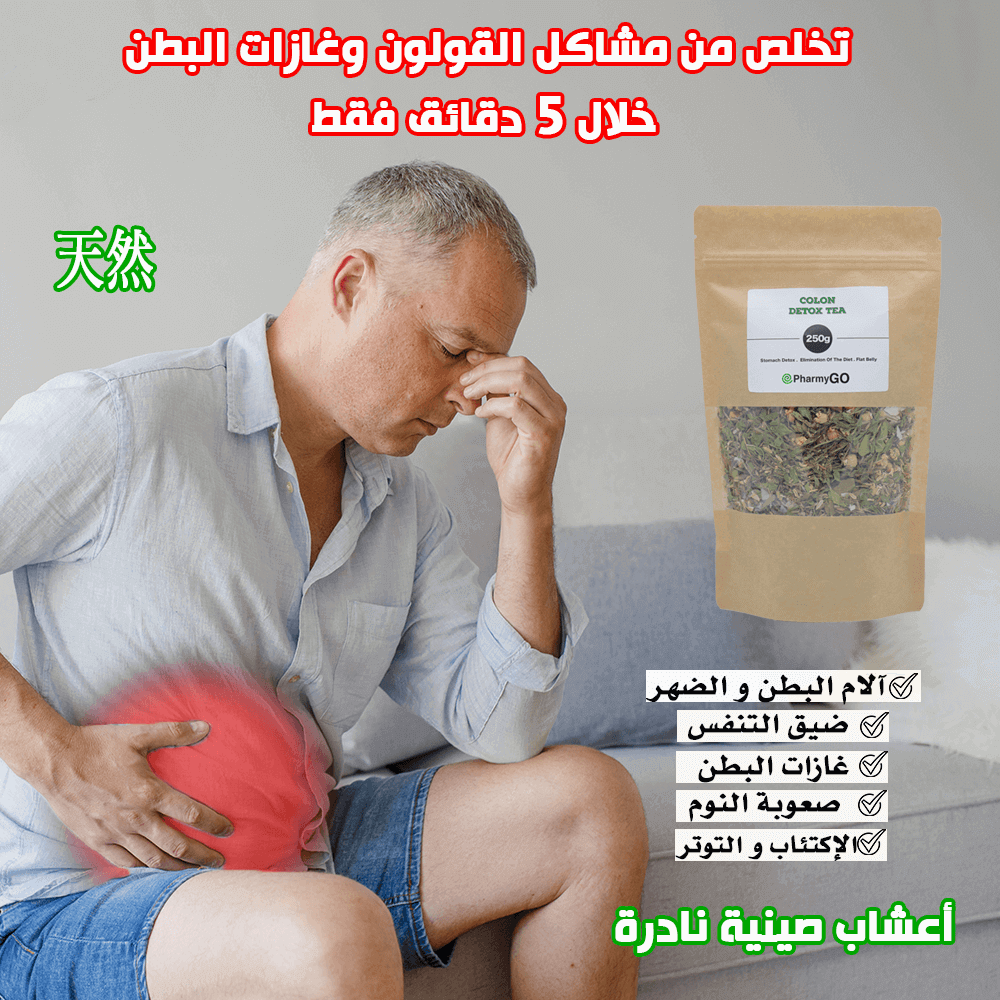 تخلص من مشاكل القولون وغازات البطن
خلال 5 دقائق فقط
天然
COLON
DETOX TEA
250g
Stomach Detox . Elimination Of The Diet . Flat Belly
PharmyGO
آلام البطن و الضهر
ضيق التنفس
غازات البطن
صعوبة النوم
الإكتئاب و التوتر
أعشاب صينية نادرة